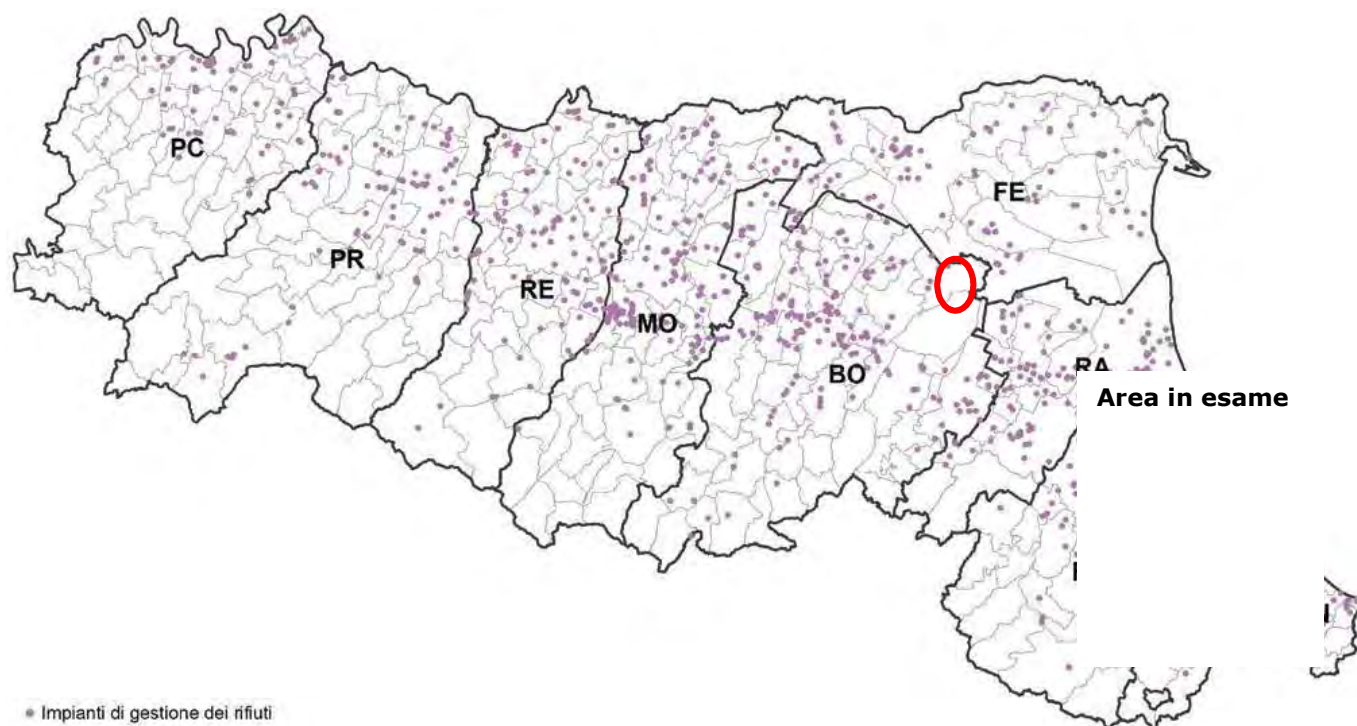 PC
FE
PR
RE
MO
BO
RA
Area in esame
Impianti di gestione dei rifiuti